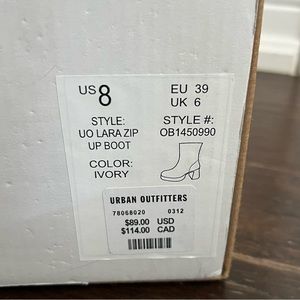 US 8 EU 39
UK 6
STYLE: STYLE #:
UO LARA ZIP OB1450990
UP BOOT
COLOR:
IVORY
URBAN OUTFITTERS
78068020 0312
$89.00 USD
$114.00 CAD